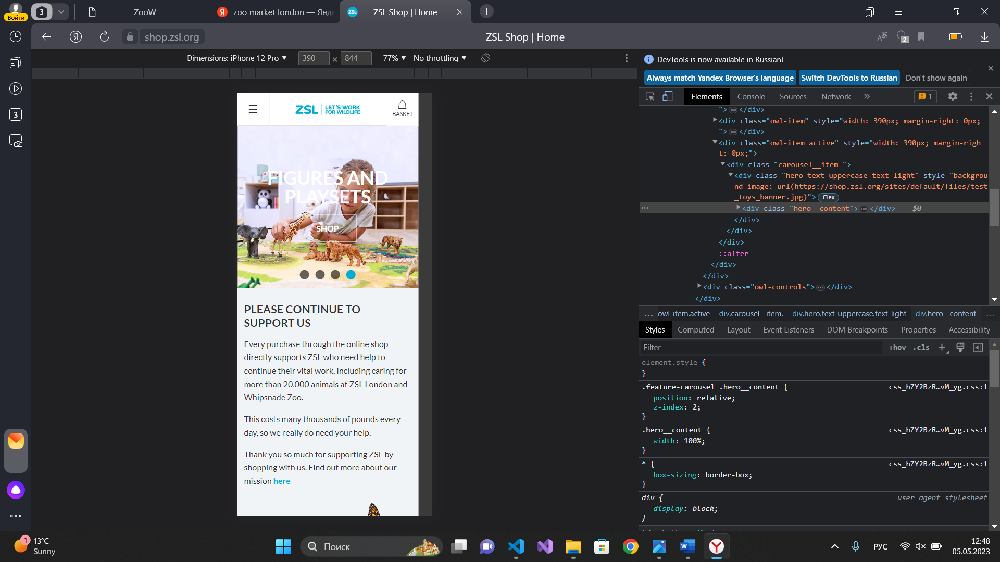 Войти
3
ZooW
zoo market london — Янд
ZSL
ZSL Shop | Home
shop.zsl.org
ZSL Shop | Home
2
3
Dimensions: iPhone 12 Pro ▼
390 × 844
77% ▼
No throttling ▼
DevTools is now available in Russian!
Always match Yandex Browser's language
Switch DevTools to Russian
Don't show again
Elements
Console
Sources
Network
»
1
"> … </div>
<div class="owl-item" style="width: 390px; margin-right: 0px;
"> … </div>
<div class="owl-item active" style="width: 390px; margin-righ
t: 0px;">
<div class="carousel__item ">
<div class="hero text-uppercase text-light" style="backgrou
nd-image: url(https://shop.zsl.org/sites/default/files/test
_toys_banner.jpg)"> flex
<div class="hero__content"> … </div> == $0
</div>
</div>
</div>
::after
</div>
</div>
<div class="owl-controls"> … </div>
</div>
... owl-item.active div.carousel__item. div.hero.text-uppercase.text-light div.hero__content ...
Styles
Computed
Layout
Event Listeners
DOM Breakpoints
Properties
Accessibility
Filter
:hov .cls +
element.style {
}
.feature-carousel .hero__content { css_hZY2BzR…vM_yg.css:1
position: relative;
z-index: 2;
}
.hero__content { css_hZY2BzR…vM_yg.css:1
width: 100%;
}
* { css_hZY2BzR…vM_yg.css:1
box-sizing: border-box;
}
div { user agent stylesheet
display: block;
}
ZSL LET'S WORK
FOR WILDLIFE
BASKET
FIGURES AND
PLAYSETS
SHOP
PLEASE CONTINUE TO
SUPPORT US
Every purchase through the online shop
directly supports ZSL who need help to
continue their vital work, including caring for
more than 20,000 animals at ZSL London and
Whipsnade Zoo.
This costs many thousands of pounds every
day, so we really do need your help.
Thank you so much for supporting ZSL by
shopping with us. Find out more about our
mission here
1
13°C
Sunny
Поиск
РУС
12:48
05.05.2023